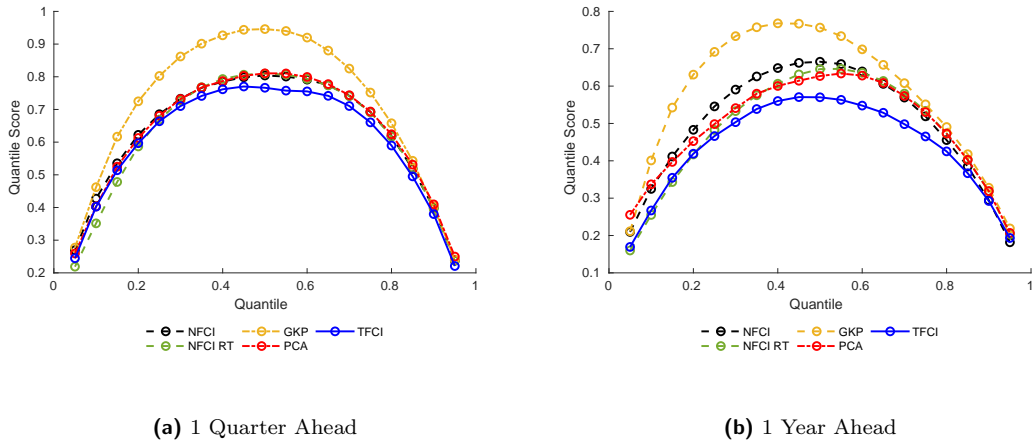 1
0.9
0.8
0.7
0.6
0.5
0.4
0.3
0.2
Quantile Score
0 0.2 0.4 0.6 0.8 1
Quantile
NFCI GKP TFCI
NFCI RT PCA
(a) 1 Quarter Ahead
0.8
0.7
0.6
0.5
0.4
0.3
0.2
0.1
Quantile Score
0 0.2 0.4 0.6 0.8 1
Quantile
NFCI GKP TFCI
NFCI RT PCA
(b) 1 Year Ahead